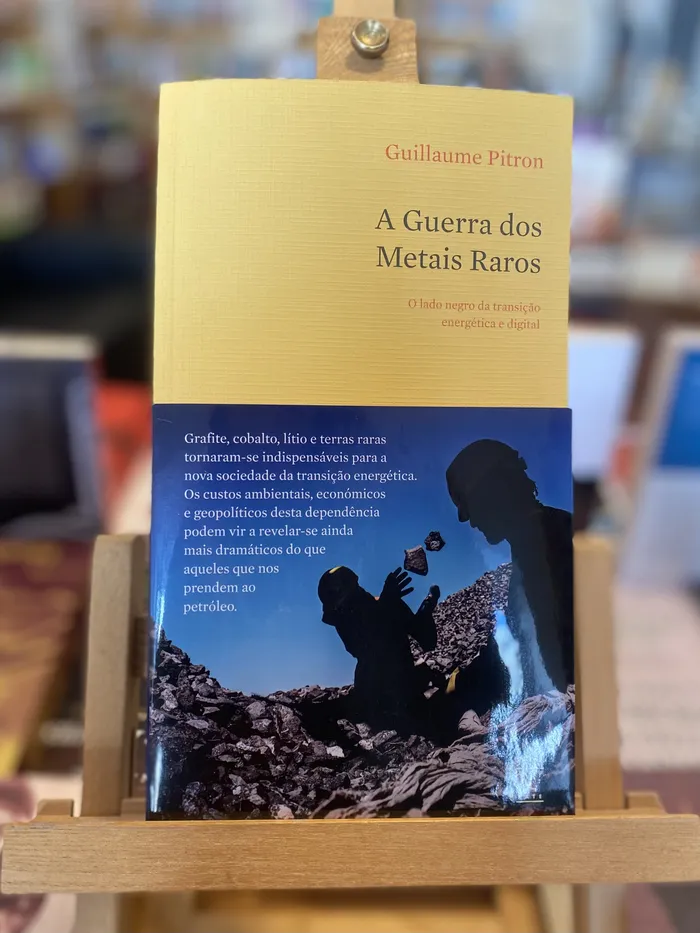 Guillaume Pitron
A Guerra dos
Metais Raros
O lado negro da transição
energética e digital
Grafite, cobalto, lítio e terras raras
tornaram-se indispensáveis para a
nova sociedade da transição energética.
Os custos ambientais, económicos
e geopolíticos desta dependência
podem vir a revelar-se ainda
mais dramáticos do que
aqueles que nos
prendem ao
petróleo.